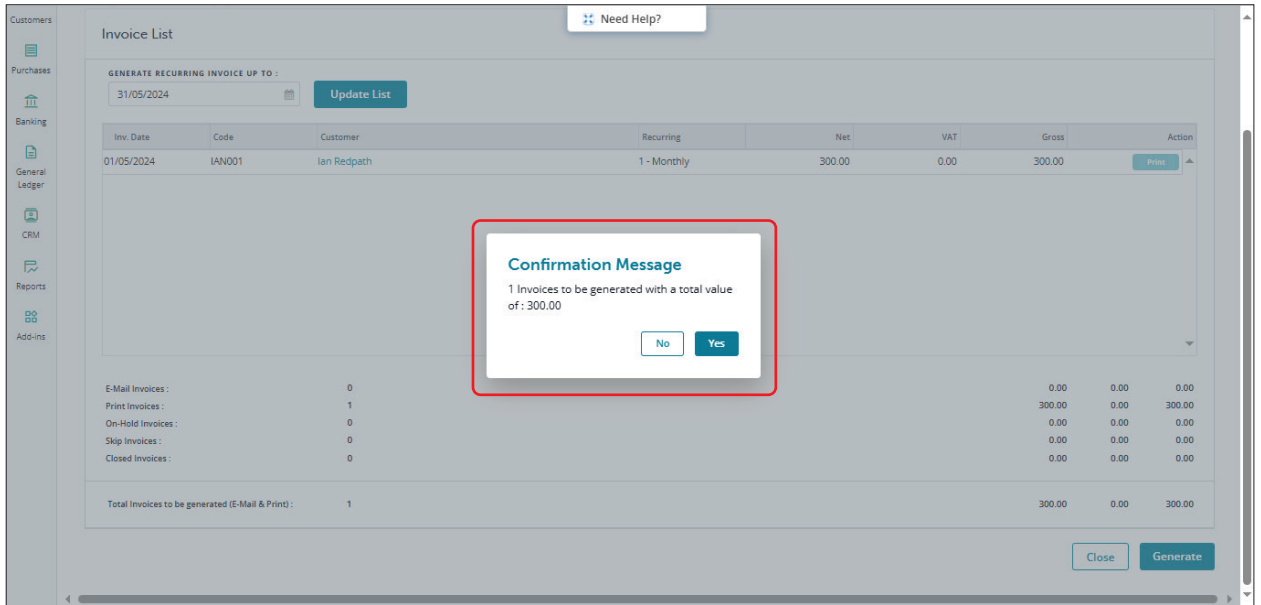 Need Help?
Customers
Purchases
Banking
General
Ledger
CRM
Reports
Add-ins
Invoice List
GENERATE RECURRING INVOICE UP TO :
31/05/2024
Update List
Inv. Date Code Customer Recurring Net VAT Gross Action
01/05/2024 IAN001 Ian Redpath 1 - Monthly 300.00 0.00 300.00 Print
Confirmation Message
1 Invoices to be generated with a total value
of : 300.00
No Yes
E-Mail Invoices : 0 0.00 0.00 0.00
Print Invoices : 1 300.00 0.00 300.00
On-Hold Invoices : 0 0.00 0.00 0.00
Skip Invoices : 0 0.00 0.00 0.00
Closed Invoices : 0 0.00 0.00 0.00
Total Invoices to be generated (E-Mail & Print) : 1 300.00 0.00 300.00
Close Generate